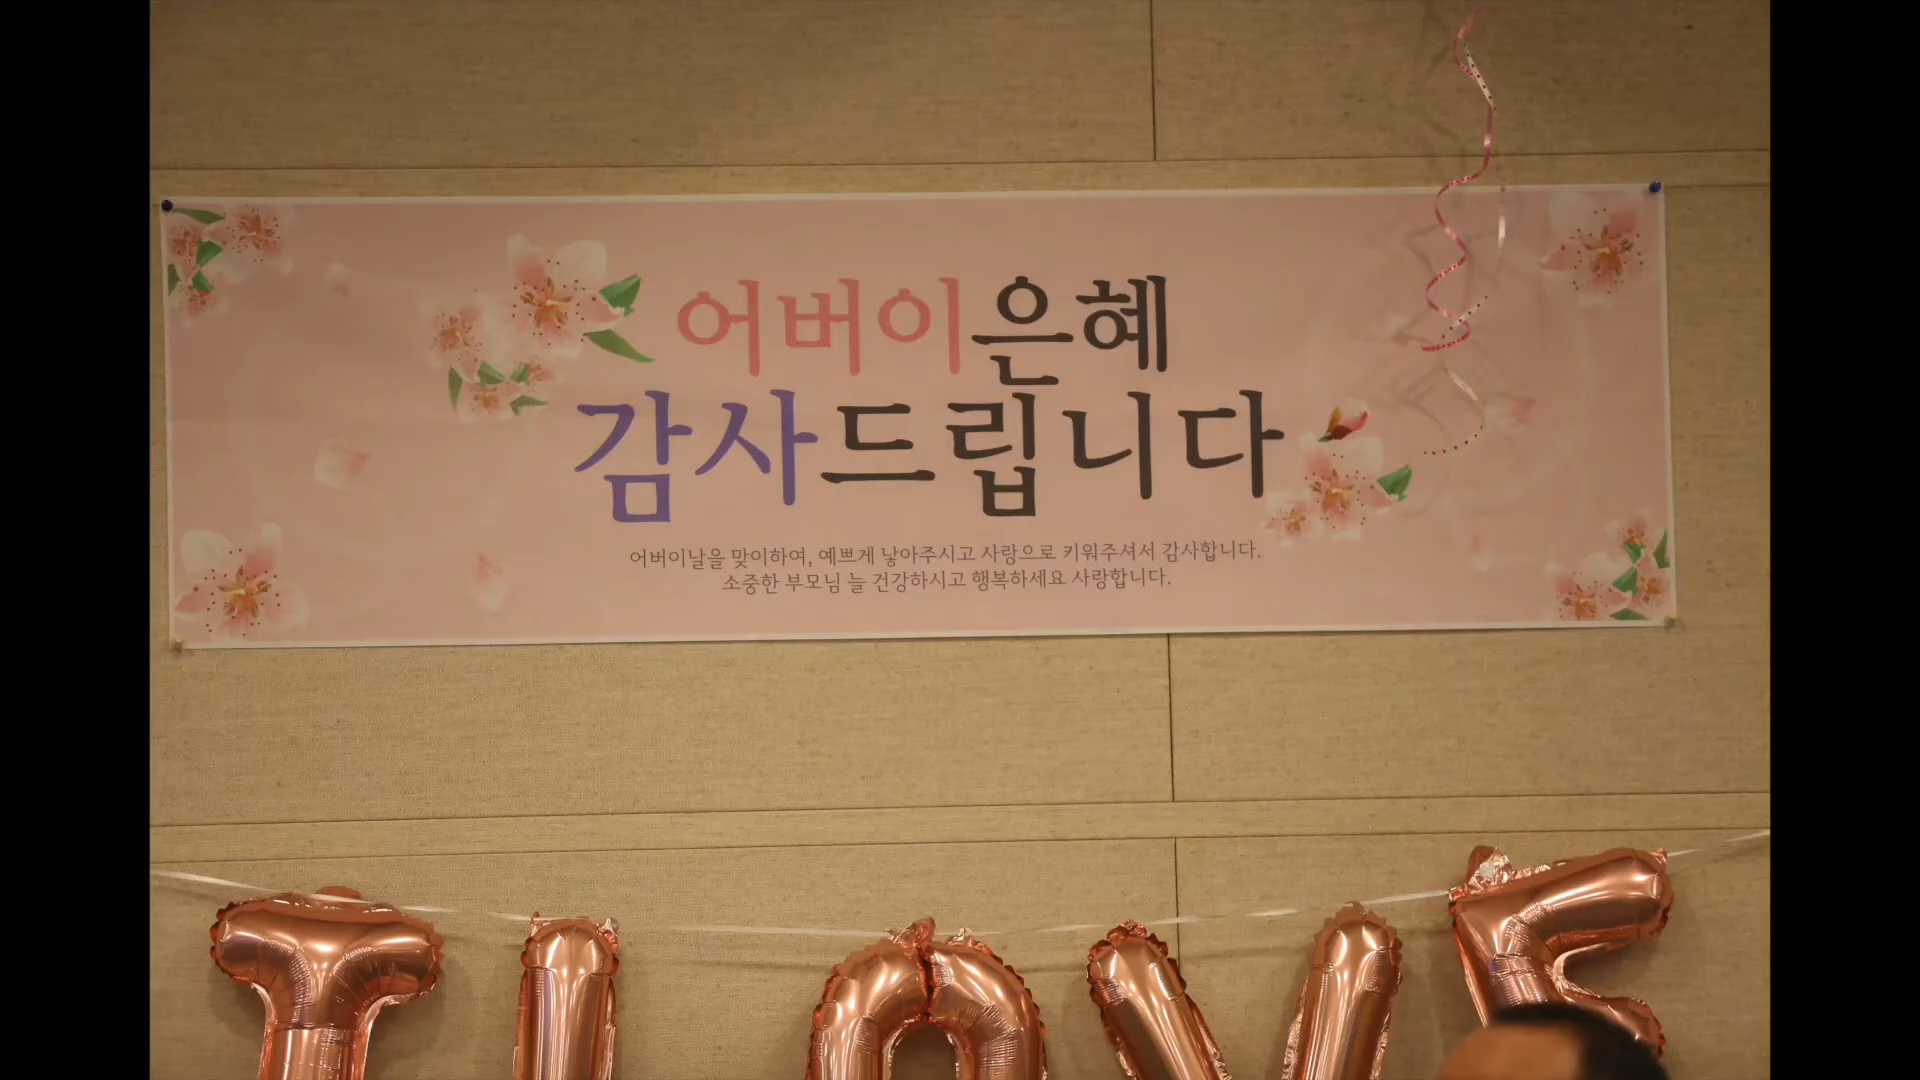 어버이은혜
감사드립니다
어버이날을 맞이하여, 예쁘게 낳아주시고 사랑으로 키워주셔서 감사합니다.
소중한 부모님 늘 건강하시고 행복하세요 사랑합니다.
I LOVE